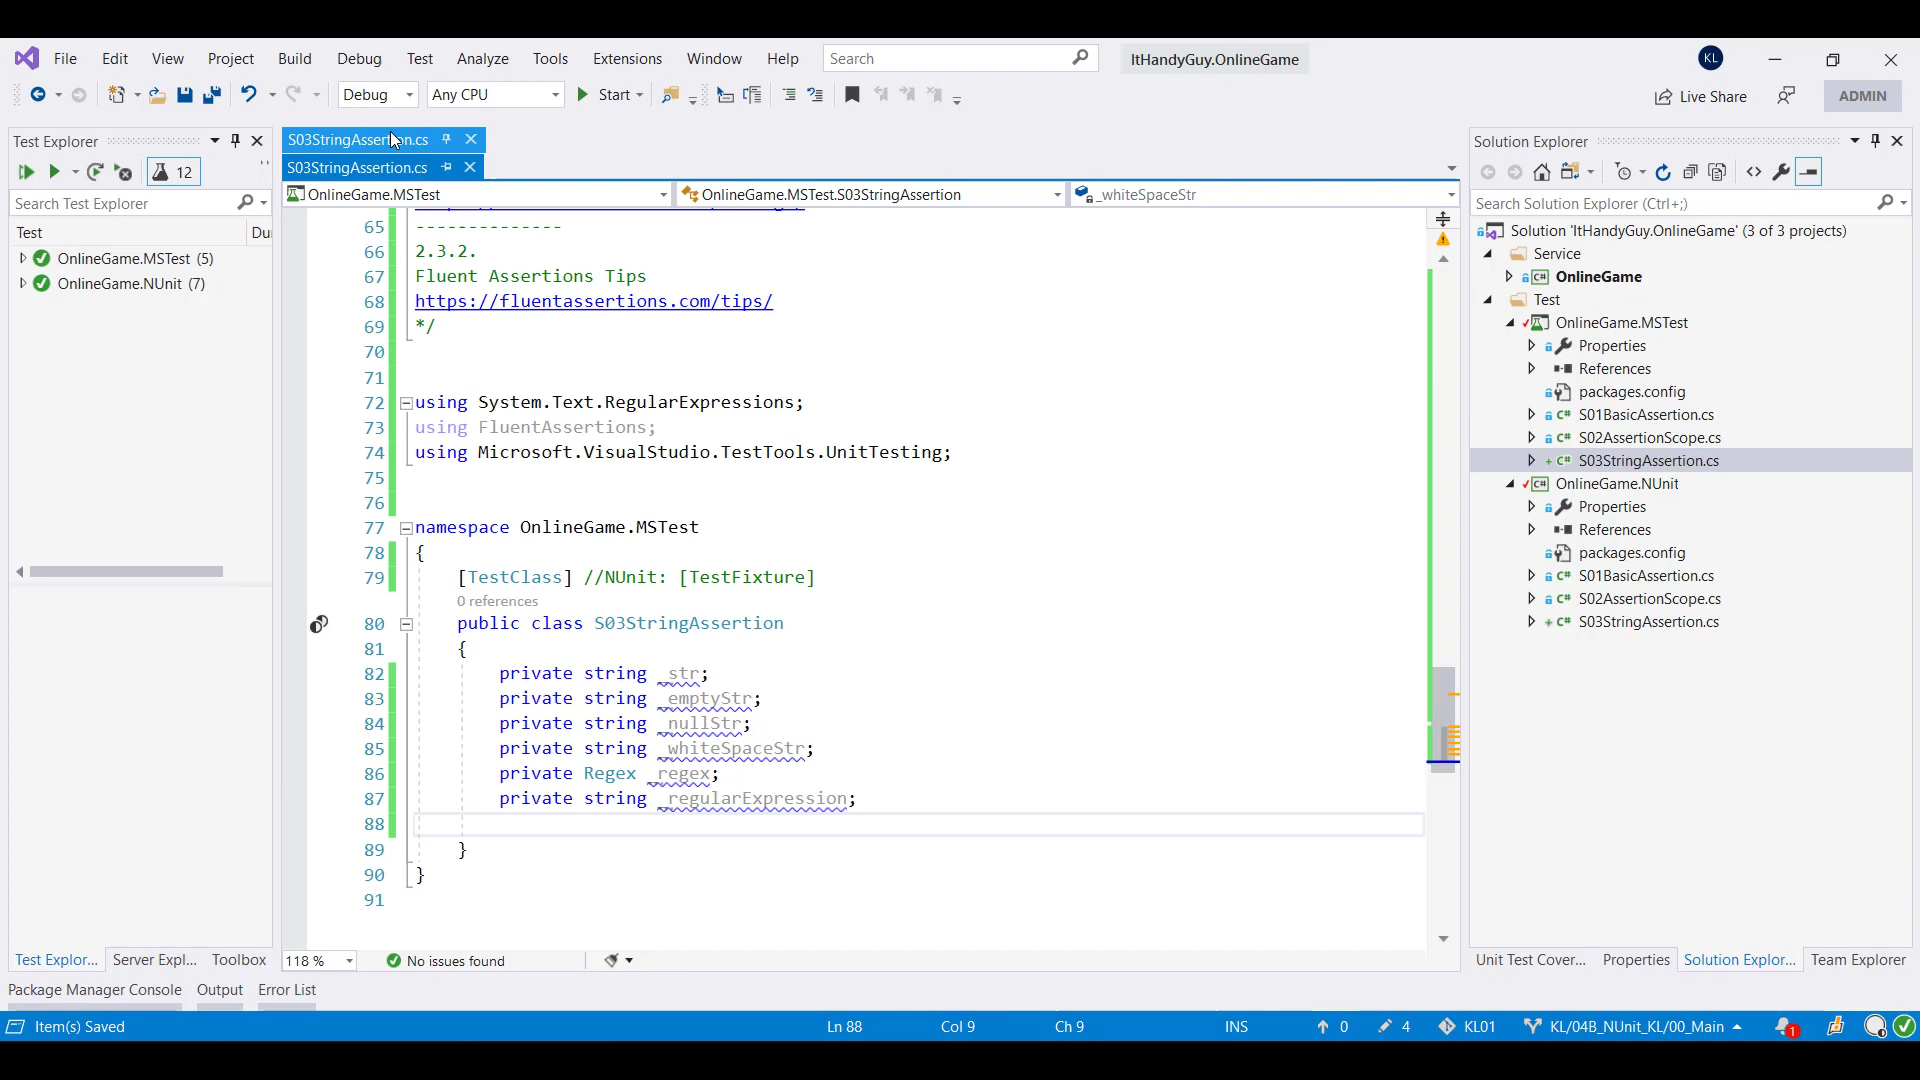 File Edit View Project Build Debug Test Analyze Tools Extensions Window Help Search ItHandyGuy.OnlineGame KL
Debug Any CPU Start Live Share ADMIN
Test Explorer
12
Search Test Explorer
Test Du
OnlineGame.MSTest (5)
OnlineGame.NUnit (7)
S03StringAssertion.cs
S03StringAssertion.cs
OnlineGame.MSTest OnlineGame.MSTest.S03StringAssertion _whiteSpaceStr
65 --------------
66 2.3.2.
67 Fluent Assertions Tips
68 https://fluentassertions.com/tips/
69 */
70
71
72 using System.Text.RegularExpressions;
73 using FluentAssertions;
74 using Microsoft.VisualStudio.TestTools.UnitTesting;
75
76
77 namespace OnlineGame.MSTest
78 {
79 [TestClass] //NUnit: [TestFixture]
0 references
80 public class S03StringAssertion
81 {
82 private string _str;
83 private string _emptyStr;
84 private string _nullStr;
85 private string _whiteSpaceStr;
86 private Regex _regex;
87 private string _regularExpression;
88
89 }
90 }
91
118 % No issues found
Solution Explorer
Search Solution Explorer (Ctrl+;)
Solution 'ItHandyGuy.OnlineGame' (3 of 3 projects)
Service
C# OnlineGame
Test
OnlineGame.MSTest
Properties
References
packages.config
C# S01BasicAssertion.cs
C# S02AssertionScope.cs
+ C# S03StringAssertion.cs
C# OnlineGame.NUnit
Properties
References
packages.config
C# S01BasicAssertion.cs
C# S02AssertionScope.cs
+ C# S03StringAssertion.cs
Test Explor... Server Expl... Toolbox
Unit Test Cover... Properties Solution Explor... Team Explorer
Package Manager Console Output Error List
Item(s) Saved Ln 88 Col 9 Ch 9 INS 0 4 KL01 KL/04B_NUnit_KL/00_Main 1